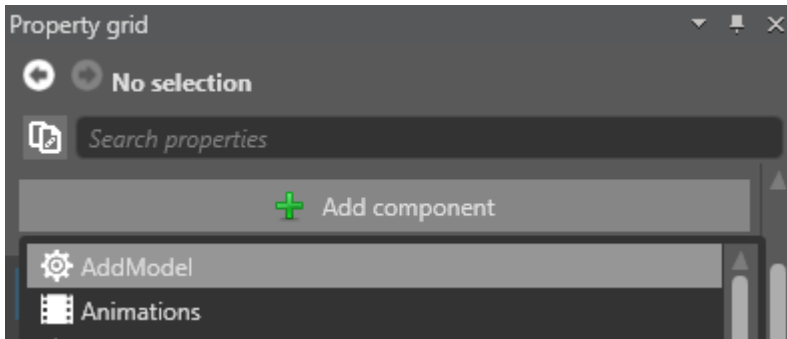 Property grid
No selection
Search properties
Add component
AddModel
Animations